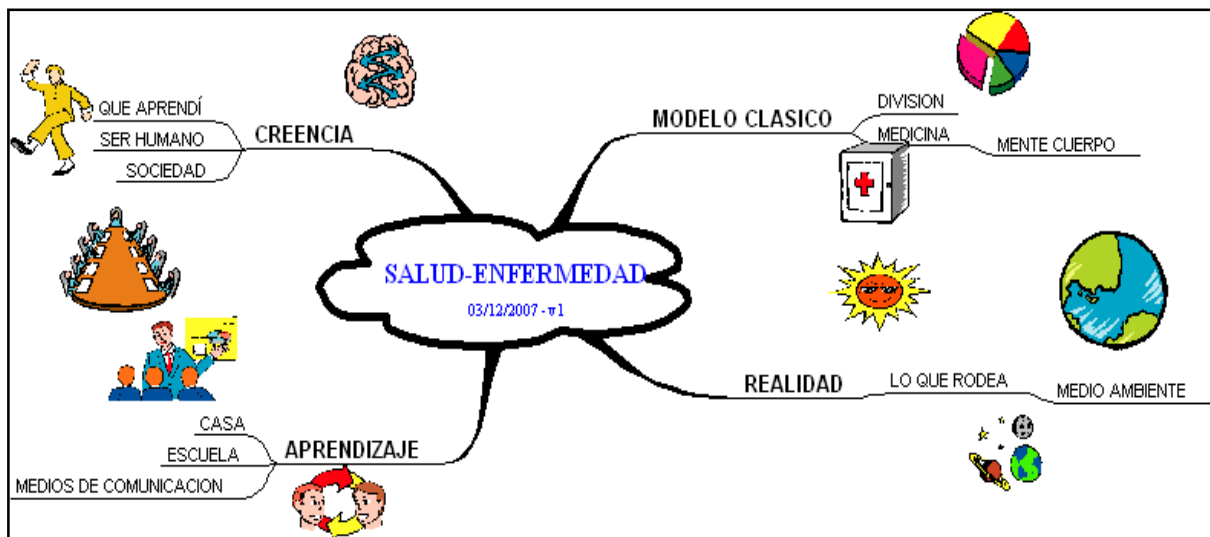 QUE APRENDÍ
SER HUMANO
SOCIEDAD
CREENCIA
MODELO CLASICO
DIVISION
MEDICINA
MENTE CUERPO
SALUD-ENFERMEDAD
03/12/2007 - v1
REALIDAD
LO QUE RODEA
MEDIO AMBIENTE
CASA
ESCUELA
MEDIOS DE COMUNICACION
APRENDIZAJE